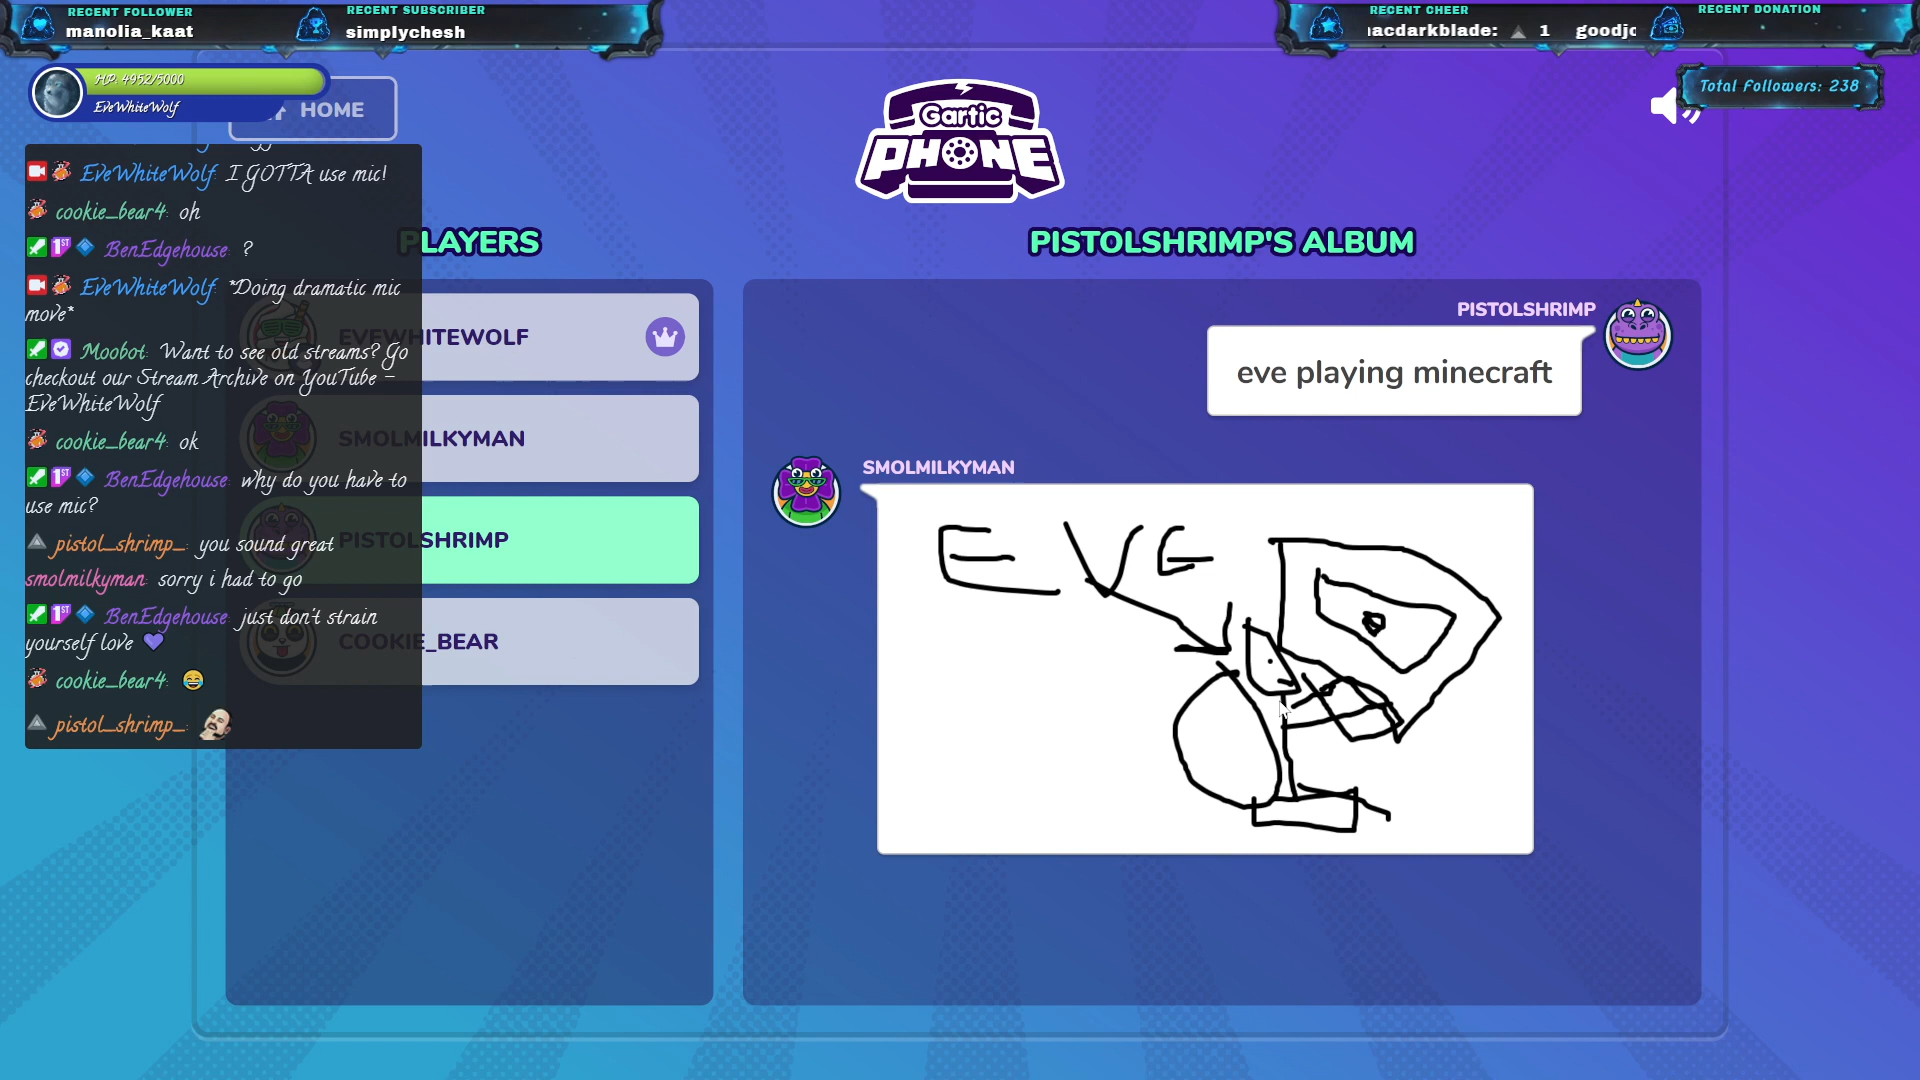 RECENT FOLLOWER
manolia_kaat
RECENT SUBSCRIBER
simplychesh
RECENT CHEER
macdarkblade: 1 goodjo
RECENT DONATION
HP: 4952/5000
EveWhiteWolf
HOME
Total Followers: 238
Gartic
PHONE
EveWhiteWolf: I GOTTA use mic!
cookie_bear4: oh
BenEdgehouse: ?
EveWhiteWolf: *Doing dramatic mic
move*
Moobot: Want to see old streams? Go
checkout our Stream Archive on YouTube -
EveWhiteWolf
cookie_bear4: ok
BenEdgehouse: why do you have to
use mic?
pistol_shrimp_: you sound great
smolmilkyman: sorry i had to go
BenEdgehouse: just don't strain
yourself love 💜
cookie_bear4: 😂
pistol_shrimp_:
PLAYERS
EVEWHITEWOLF
SMOLMILKYMAN
PISTOLSHRIMP
COOKIE_BEAR
PISTOLSHRIMP'S ALBUM
PISTOLSHRIMP
eve playing minecraft
SMOLMILKYMAN
EVE